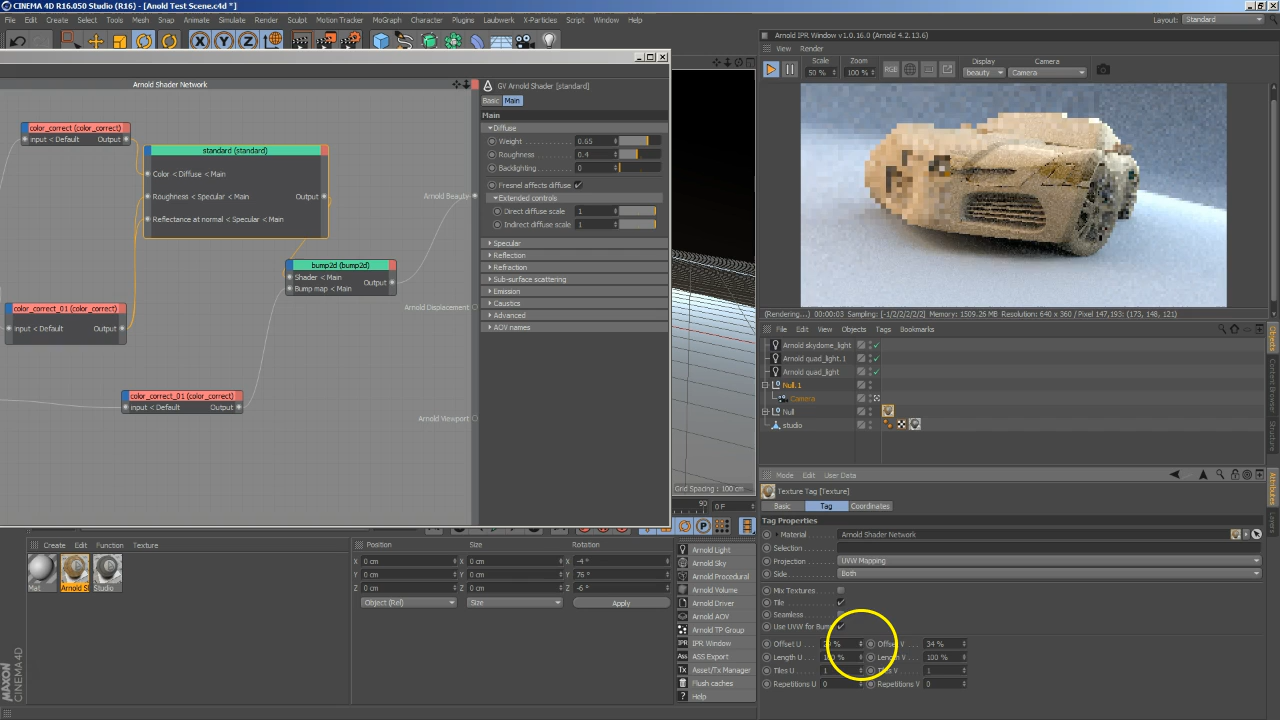 CINEMA 4D R16.050 Studio (R16) - [Anold Test Scene.c4d *]
File Edit Create Select Tools Mesh Snap Animate Simulate Render Sculpt Motion Tracker MoGraph Character Plugins Laubwerk X-Particles Script Window Help
Layout: Standard
Arnold IPR Window v1.0.16.0 (Arnold 4.2.13.6)
View Render
Scale Zoom Display Camera
50 % 100 % RGB beauty Camera
Arnold Shader Network
GV Arnold Shader [standard]
Basic Main
Main
Diffuse
Weight 0.65
Roughness 0.4
Backlighting 0
Fresnel affects diffuse
Extended controls
Direct diffuse scale 1
Indirect diffuse scale 1
Specular
Reflection
Refraction
Sub-surface scattering
Emission
Caustics
Advanced
AOV names
color_correct (color_correct)
input < Default Output
standard (standard)
Color < Diffuse < Main
Roughness < Specular < Main Output
Reflectance at normal < Specular < Main
Arnold Beauty
bump2d (bump2d)
Shader < Main Output
Bump map < Main
Arnold Displacement
color_correct_01 (color_correct)
input < Default Output
color_correct_01 (color_correct)
input < Default Output
Arnold Viewport
Grid Spacing : 100 cm
90 0 F
(Rendering...) 00:00:03 Sampling: [-1/2/2/2/2/2] Memory: 1509.26 MB Resolution: 640 x 360 / Pixel 147,193: (173, 148, 121)
File Edit View Objects Tags Bookmarks
Arnold skydome_light
Arnold quad_light.1
Arnold quad_light
Null.1
Camera
Null
studio
Objects
Structure
Attributes
Layers
Mode Edit User Data
Texture Tag [Texture]
Basic Tag Coordinates
Tag Properties
Material Arnold Shader Network
Selection
Projection UVW Mapping
Side Both
Mix Textures
Tile
Seamless
Use UVW for Bump
Offset U Offset V 34 %
Length U Length V 100 %
Tiles U 1 Tiles V 1
Repetitions U 0 Repetitions V 0
Create Edit Function Texture
Mat Arnold Sl Studio
Position Size Rotation
X 0 cm 0 cm -4 °
Y 0 cm 0 cm 76 °
Z 0 cm 0 cm -6 °
Object (Rel) Size Apply
Arnold Light
Arnold Sky
Arnold Procedural
Arnold Volume
Arnold Driver
Arnold AOV
Arnold TP Group
IPR IPR Window
Ass ASS Export
Asset/Tx Manager
Flush caches
Help
MAXON
CINEMA 4D